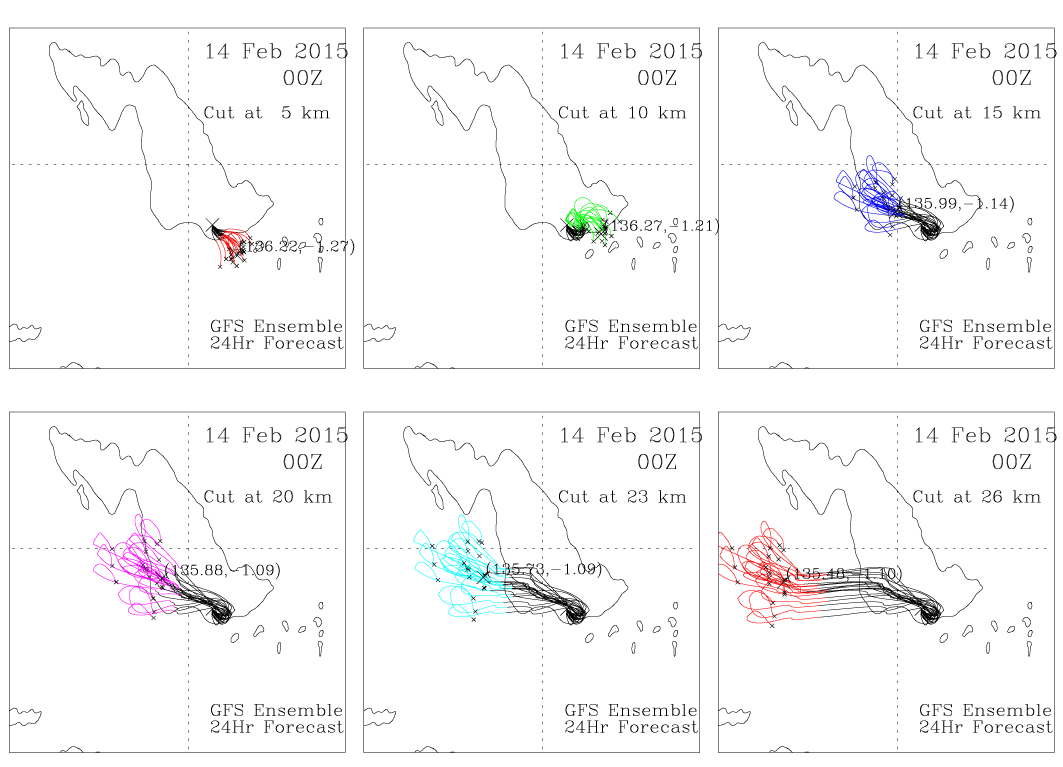 14 Feb 2015
00Z
Cut at 5 km
(136.22,−1.27)
GFS Ensemble
24Hr Forecast
14 Feb 2015
00Z
Cut at 10 km
(136.27,−1.21)
GFS Ensemble
24Hr Forecast
14 Feb 2015
00Z
Cut at 15 km
(135.99,−1.14)
GFS Ensemble
24Hr Forecast
14 Feb 2015
00Z
Cut at 20 km
(135.88,−1.09)
GFS Ensemble
24Hr Forecast
14 Feb 2015
00Z
Cut at 23 km
(135.73,−1.09)
GFS Ensemble
24Hr Forecast
14 Feb 2015
00Z
Cut at 26 km
(135.46,−1.10)
GFS Ensemble
24Hr Forecast